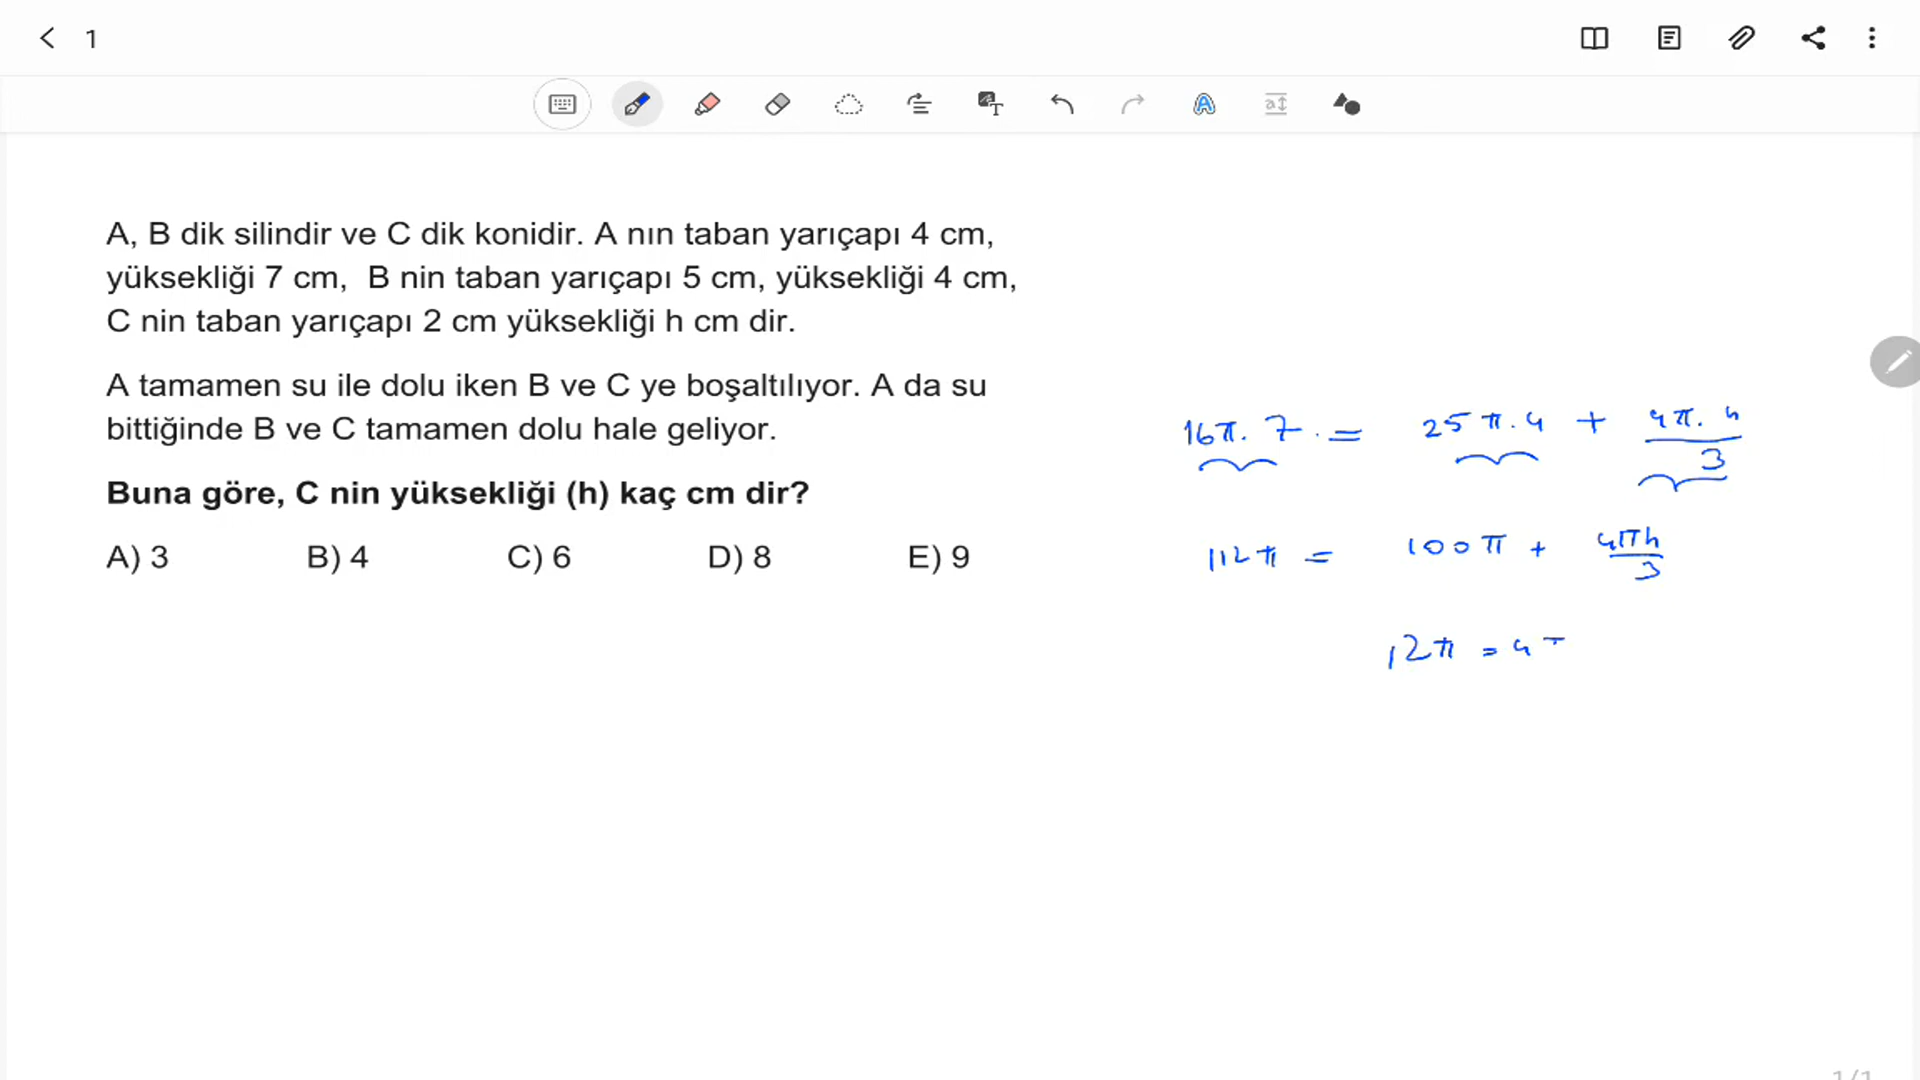 1
A, B dik silindir ve C dik konidir. A nın taban yarıçapı 4 cm,
yüksekliği 7 cm, B nin taban yarıçapı 5 cm, yüksekliği 4 cm,
C nin taban yarıçapı 2 cm yüksekliği h cm dir.
A tamamen su ile dolu iken B ve C ye boşaltılıyor. A da su
bittiğinde B ve C tamamen dolu hale geliyor.
Buna göre, C nin yüksekliği (h) kaç cm dir?
A) 3 B) 4 C) 6 D) 8 E) 9
16π. 7. = 25π.4 + 4π.h / 3
112π = 100π + 4πh / 3
12π = 4
1/1